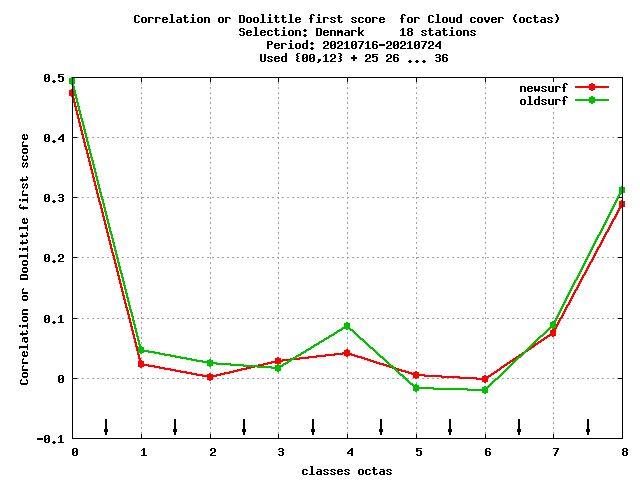 Correlation or Doolittle first score  for Cloud cover (octas)
Selection: Denmark     18 stations
Period: 20210716-20210724
Used {00,12} + 25 26 ... 36
newsurf
oldsurf
Correlation or Doolittle first score
0.5
0.4
0.3
0.2
0.1
0
-0.1
0 1 2 3 4 5 6 7 8
classes octas